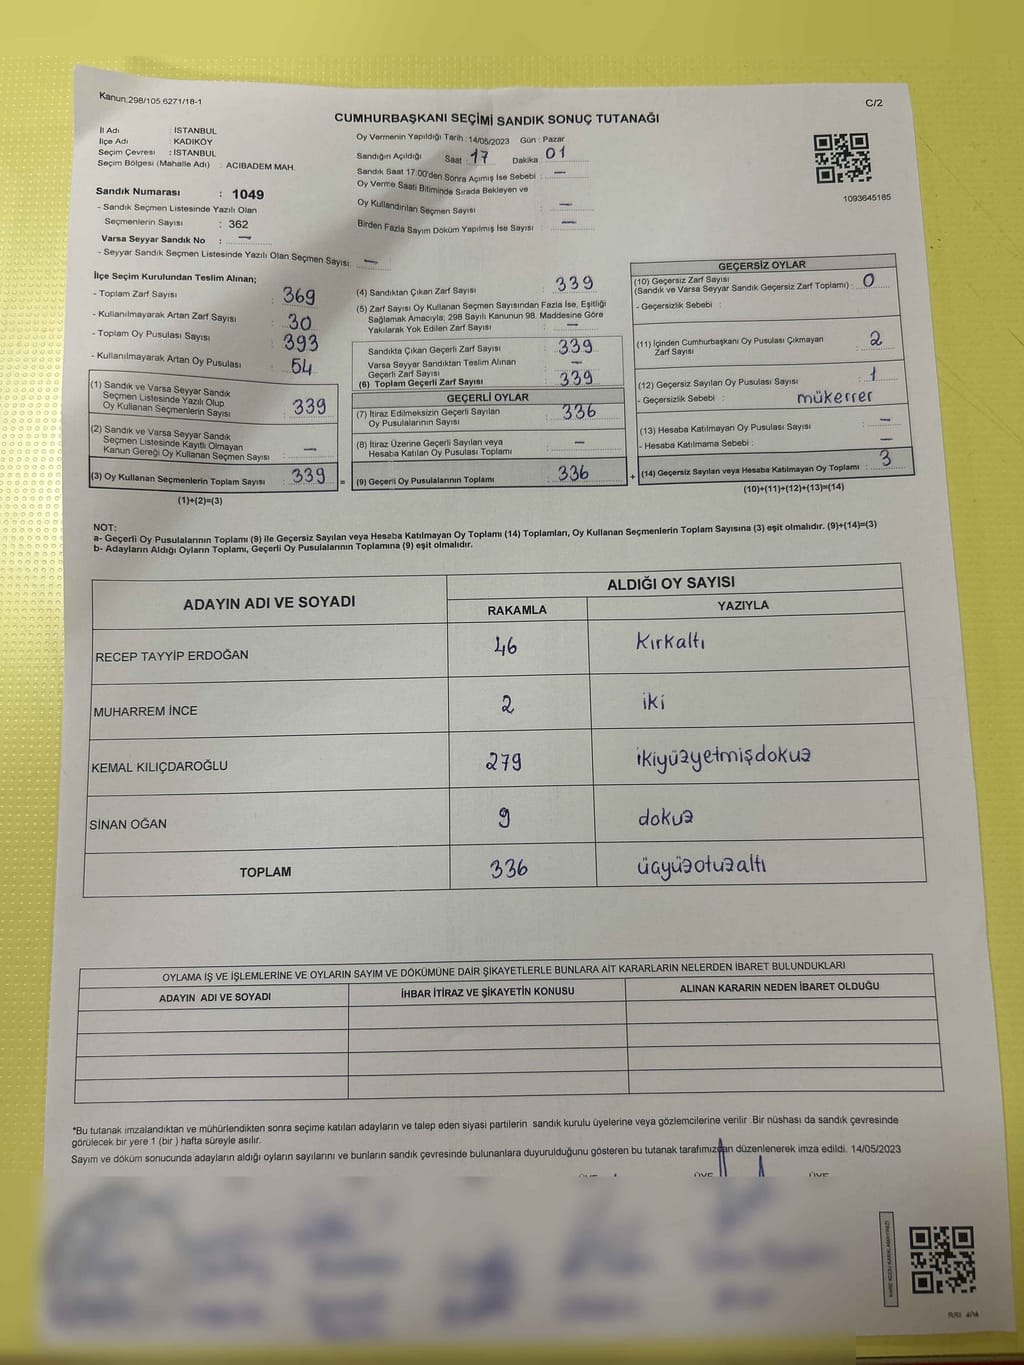 Kanun:298/105 6271/18-1
C/2
CUMHURBAŞKANI SEÇİMİ SANDIK SONUÇ TUTANAĞI
İl Adı : İSTANBUL
İlçe Adı : KADIKÖY
Seçim Çevresi : İSTANBUL
Seçim Bölgesi (Mahalle Adı) : ACIBADEM MAH.
Sandık Numarası : 1049
- Sandık Seçmen Listesinde Yazılı Olan
Seçmenlerin Sayısı : 362
Varsa Seyyar Sandık No : —
- Seyyar Sandık Seçmen Listesinde Yazılı Olan Seçmen Sayısı: —
Oy Vermenin Yapıldığı Tarih : 14/05/2023 Gün : Pazar
Sandığın Açıldığı Saat : 17 Dakika : 01
Sandık Saat 17:00'den Sonra Açımış İse Sebebi : —
Oy Verme Saati Bitiminde Sırada Bekleyen ve
Oy Kullandırılan Seçmen Sayısı : —
Birden Fazla Sayım Döküm Yapılmış İse Sayısı : —
1093645185
İlçe Seçim Kurulundan Teslim Alınan;
- Toplam Zarf Sayısı : 369
- Kullanılmayarak Artan Zarf Sayısı : 30
- Toplam Oy Pusulası Sayısı : 393
- Kullanılmayarak Artan Oy Pusulası : 54
(1) Sandık ve Varsa Seyyar Sandık
Seçmen Listesinde Yazılı Olup
Oy Kullanan Seçmenlerin Sayısı : 339
(2) Sandık ve Varsa Seyyar Sandık
Seçmen Listesinde Kayıtlı Olmayan
Kanun Gereği Oy Kullanan Seçmen Sayısı : —
(3) Oy Kullanan Seçmenlerin Toplam Sayısı : 339 =
(1)+(2)=(3)
(4) Sandıktan Çıkan Zarf Sayısı : 339
(5) Zarf Sayısı Oy Kullanan Seçmen Sayısından Fazla İse, Eşitliği
Sağlamak Amacıyla; 298 Sayılı Kanunun 98. Maddesine Göre
Yakılarak Yok Edilen Zarf Sayısı : —
Sandıkta Çıkan Geçerli Zarf Sayısı : 339
Varsa Seyyar Sandıktan Teslim Alınan
Geçerli Zarf Sayısı : —
(6) Toplam Geçerli Zarf Sayısı : 339
GEÇERLİ OYLAR
(7) İtiraz Edilmeksizin Geçerli Sayılan
Oy Pusulalarının Sayısı : 336
(8) İtiraz Üzerine Geçerli Sayılan veya
Hesaba Katılan Oy Pusulası Toplamı : —
(9) Geçerli Oy Pusulalarının Toplamı : 336 +
GEÇERSİZ OYLAR
(10) Geçersiz Zarf Sayısı
(Sandık ve Varsa Seyyar Sandık Geçersiz Zarf Toplamı) : 0
- Geçersizlik Sebebi :
(11) İçinden Cumhurbaşkanı Oy Pusulası Çıkmayan
Zarf Sayısı : 2
(12) Geçersiz Sayılan Oy Pusulası Sayısı : 1
- Geçersizlik Sebebi : mükerrer
(13) Hesaba Katılmayan Oy Pusulası Sayısı : —
- Hesaba Katılmama Sebebi : —
(14) Geçersiz Sayılan veya Hesaba Katılmayan Oy Toplamı : 3
(10)+(11)+(12)+(13)=(14)
NOT:
a- Geçerli Oy Pusulalarının Toplamı (9) ile Geçersiz Sayılan veya Hesaba Katılmayan Oy Toplamı (14) Toplamları, Oy Kullanan Seçmenlerin Toplam Sayısına (3) eşit olmalıdır. (9)+(14)=(3)
b- Adayların Aldığı Oyların Toplamı, Geçerli Oy Pusulalarının Toplamına (9) eşit olmalıdır.
ADAYIN ADI VE SOYADI
ALDIĞI OY SAYISI
RAKAMLA YAZIYLA
RECEP TAYYİP ERDOĞAN 46 Kırkaltı
MUHARREM İNCE 2 iki
KEMAL KILIÇDAROĞLU 279 ikiyüzyetmişdokuz
SİNAN OĞAN 9 dokuz
TOPLAM 336 üçyüzotuzaltı
OYLAMA İŞ VE İŞLEMLERİNE VE OYLARIN SAYIM VE DÖKÜMÜNE DAİR ŞİKAYETLERLE BUNLARA AİT KARARLARIN NELERDEN İBARET BULUNDUKLARI
ADAYIN ADI VE SOYADI İHBAR İTİRAZ VE ŞİKAYETİN KONUSU ALINAN KARARIN NEDEN İBARET OLDUĞU
*Bu tutanak imzalandıktan ve mühürlendikten sonra seçime katılan adayların ve talep eden siyasi partilerin sandık kurulu üyelerine veya gözlemcilerine verilir .Bir nüshası da sandık çevresinde
görülecek bir yere 1 (bir ) hafta süreyle asılır.
Sayım ve döküm sonucunda adayların aldığı oyların sayılarını ve bunların sandık çevresinde bulunanlara duyurulduğunu gösteren bu tutanak tarafımızdan düzenlenerek imza edildi. 14/05/2023
ÜYE ÜYE ÜYE